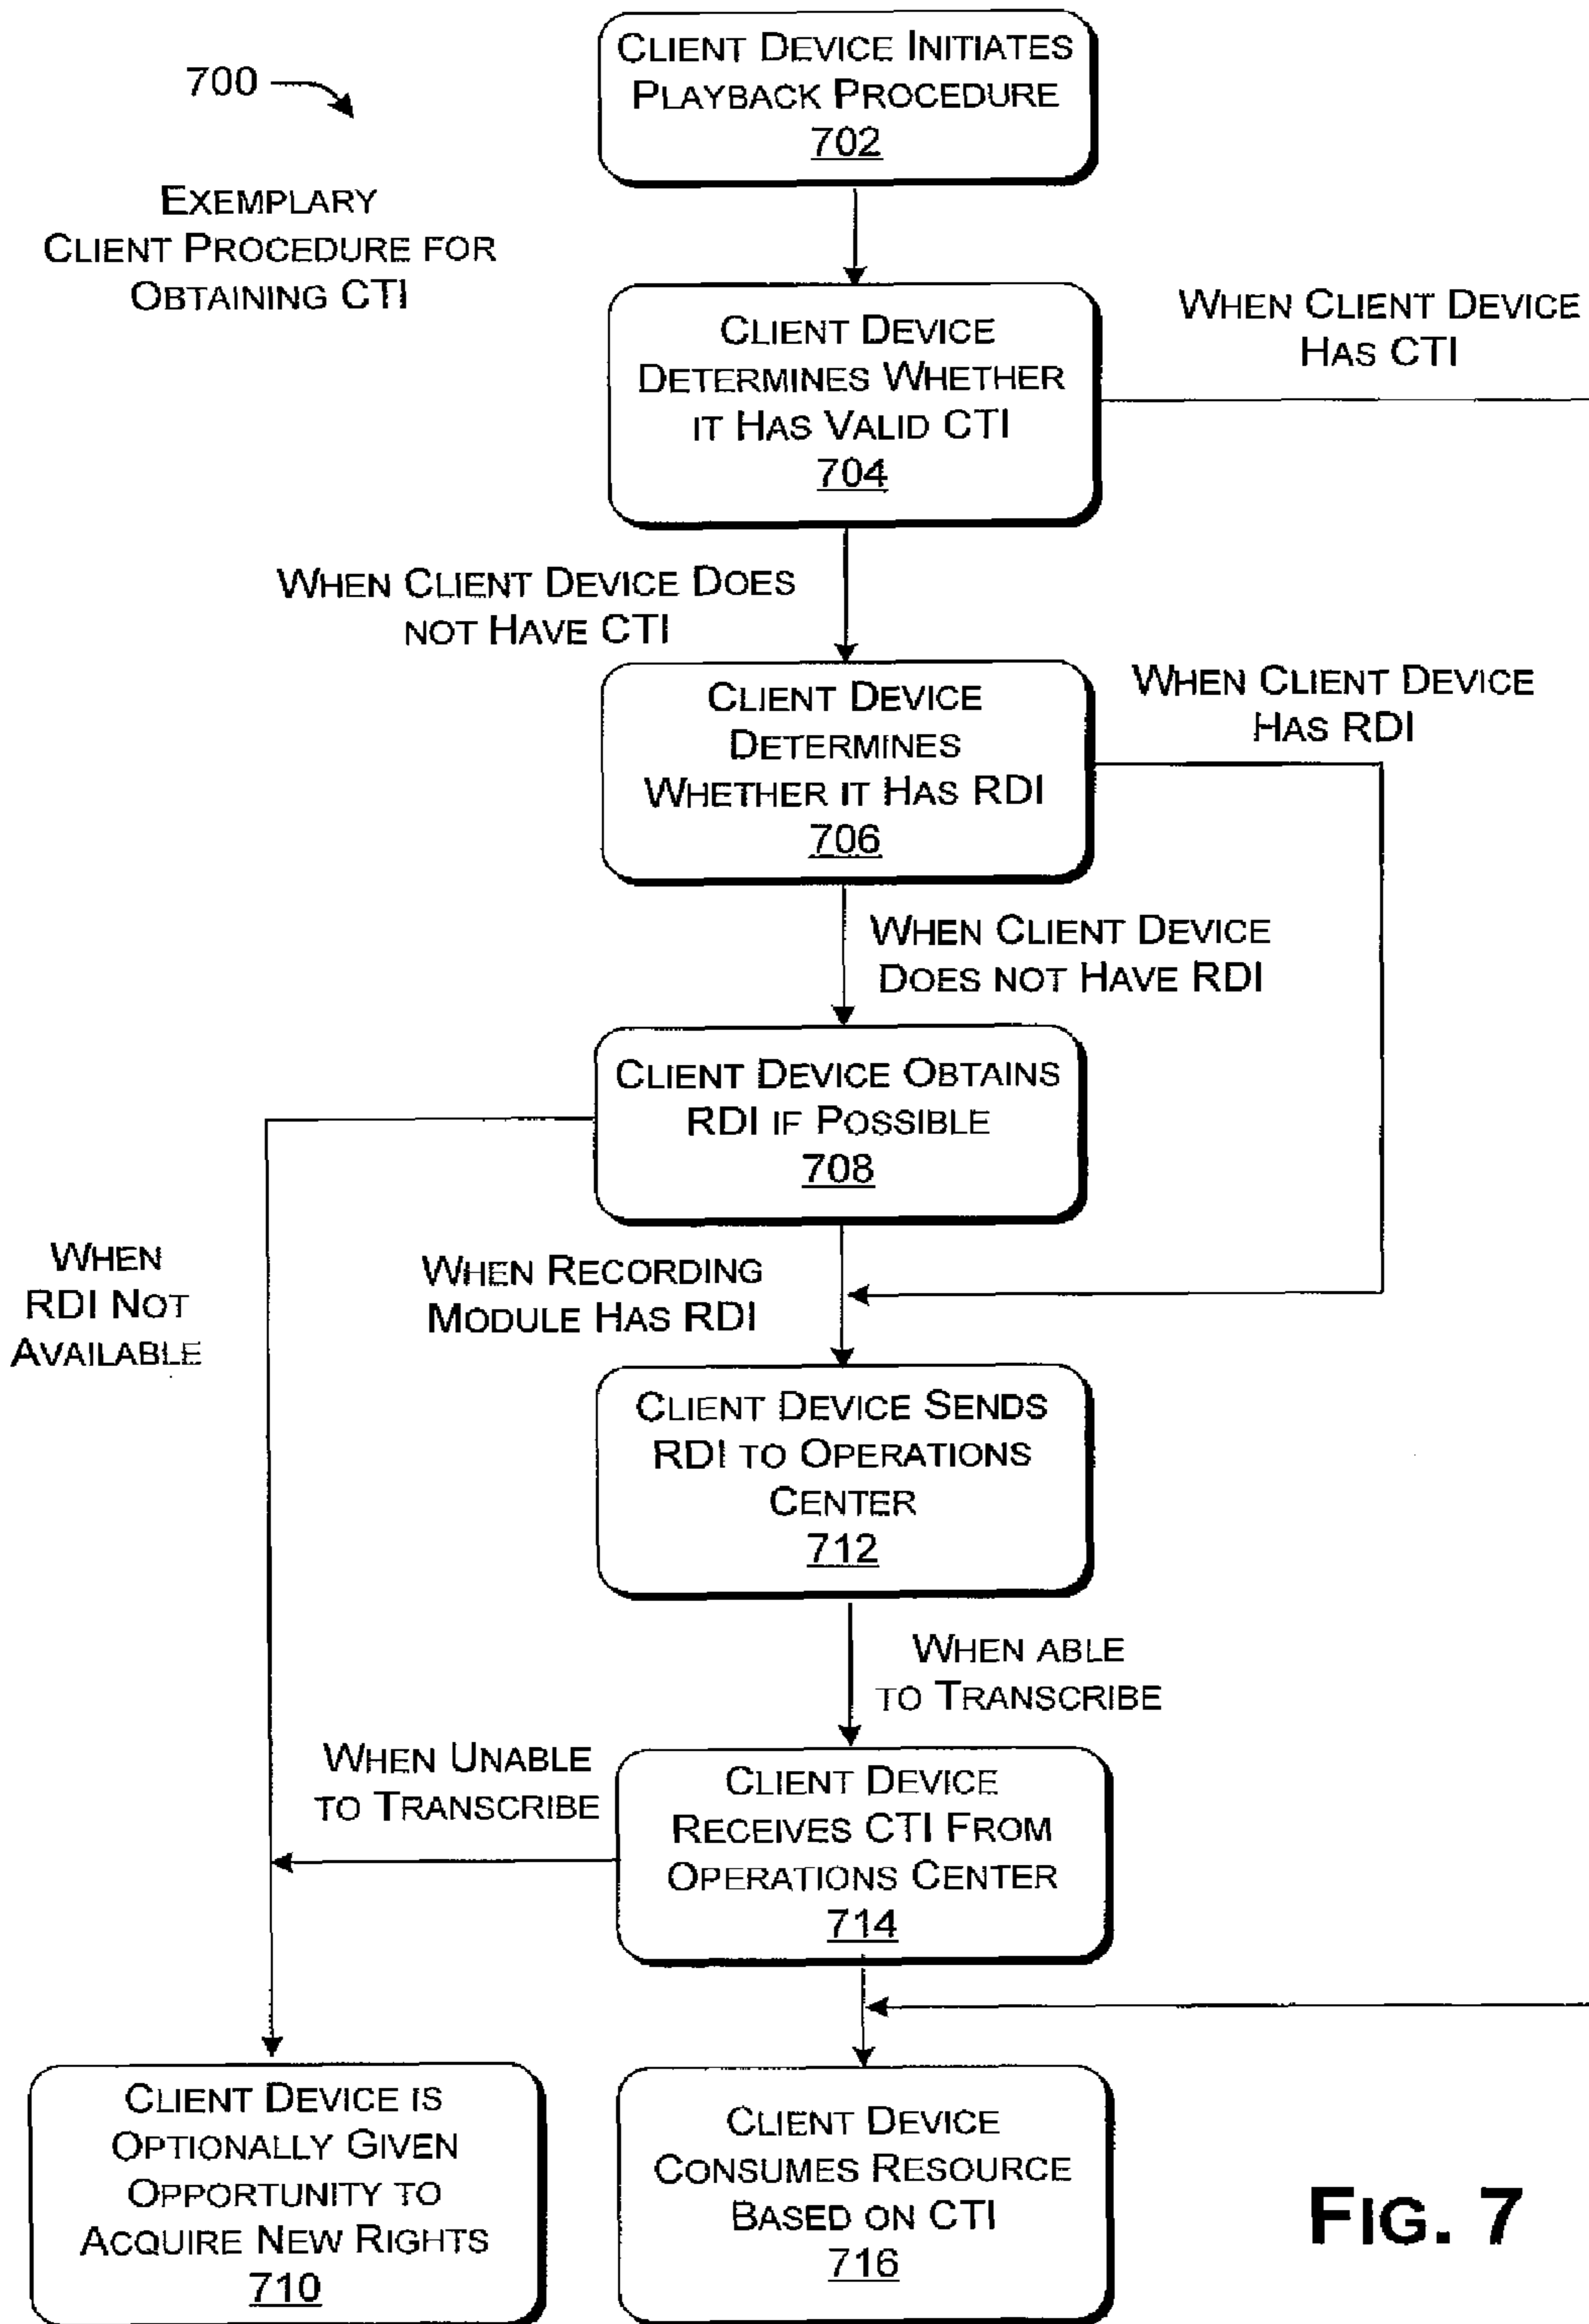 700
EXEMPLARY
CLIENT PROCEDURE FOR
OBTAINING CTI
CLIENT DEVICE INITIATES
PLAYBACK PROCEDURE
702
CLIENT DEVICE
DETERMINES WHETHER
IT HAS VALID CTI
704
WHEN CLIENT DEVICE
HAS CTI
WHEN CLIENT DEVICE DOES
NOT HAVE CTI
CLIENT DEVICE
DETERMINES
WHETHER IT HAS RDI
706
WHEN CLIENT DEVICE
HAS RDI
WHEN CLIENT DEVICE
DOES NOT HAVE RDI
CLIENT DEVICE OBTAINS
RDI IF POSSIBLE
708
WHEN
RDI NOT
AVAILABLE
WHEN RECORDING
MODULE HAS RDI
CLIENT DEVICE SENDS
RDI TO OPERATIONS
CENTER
712
WHEN ABLE
TO TRANSCRIBE
WHEN UNABLE
TO TRANSCRIBE
CLIENT DEVICE
RECEIVES CTI FROM
OPERATIONS CENTER
714
CLIENT DEVICE IS
OPTIONALLY GIVEN
OPPORTUNITY TO
ACQUIRE NEW RIGHTS
710
CLIENT DEVICE
CONSUMES RESOURCE
BASED ON CTI
716
FIG. 7